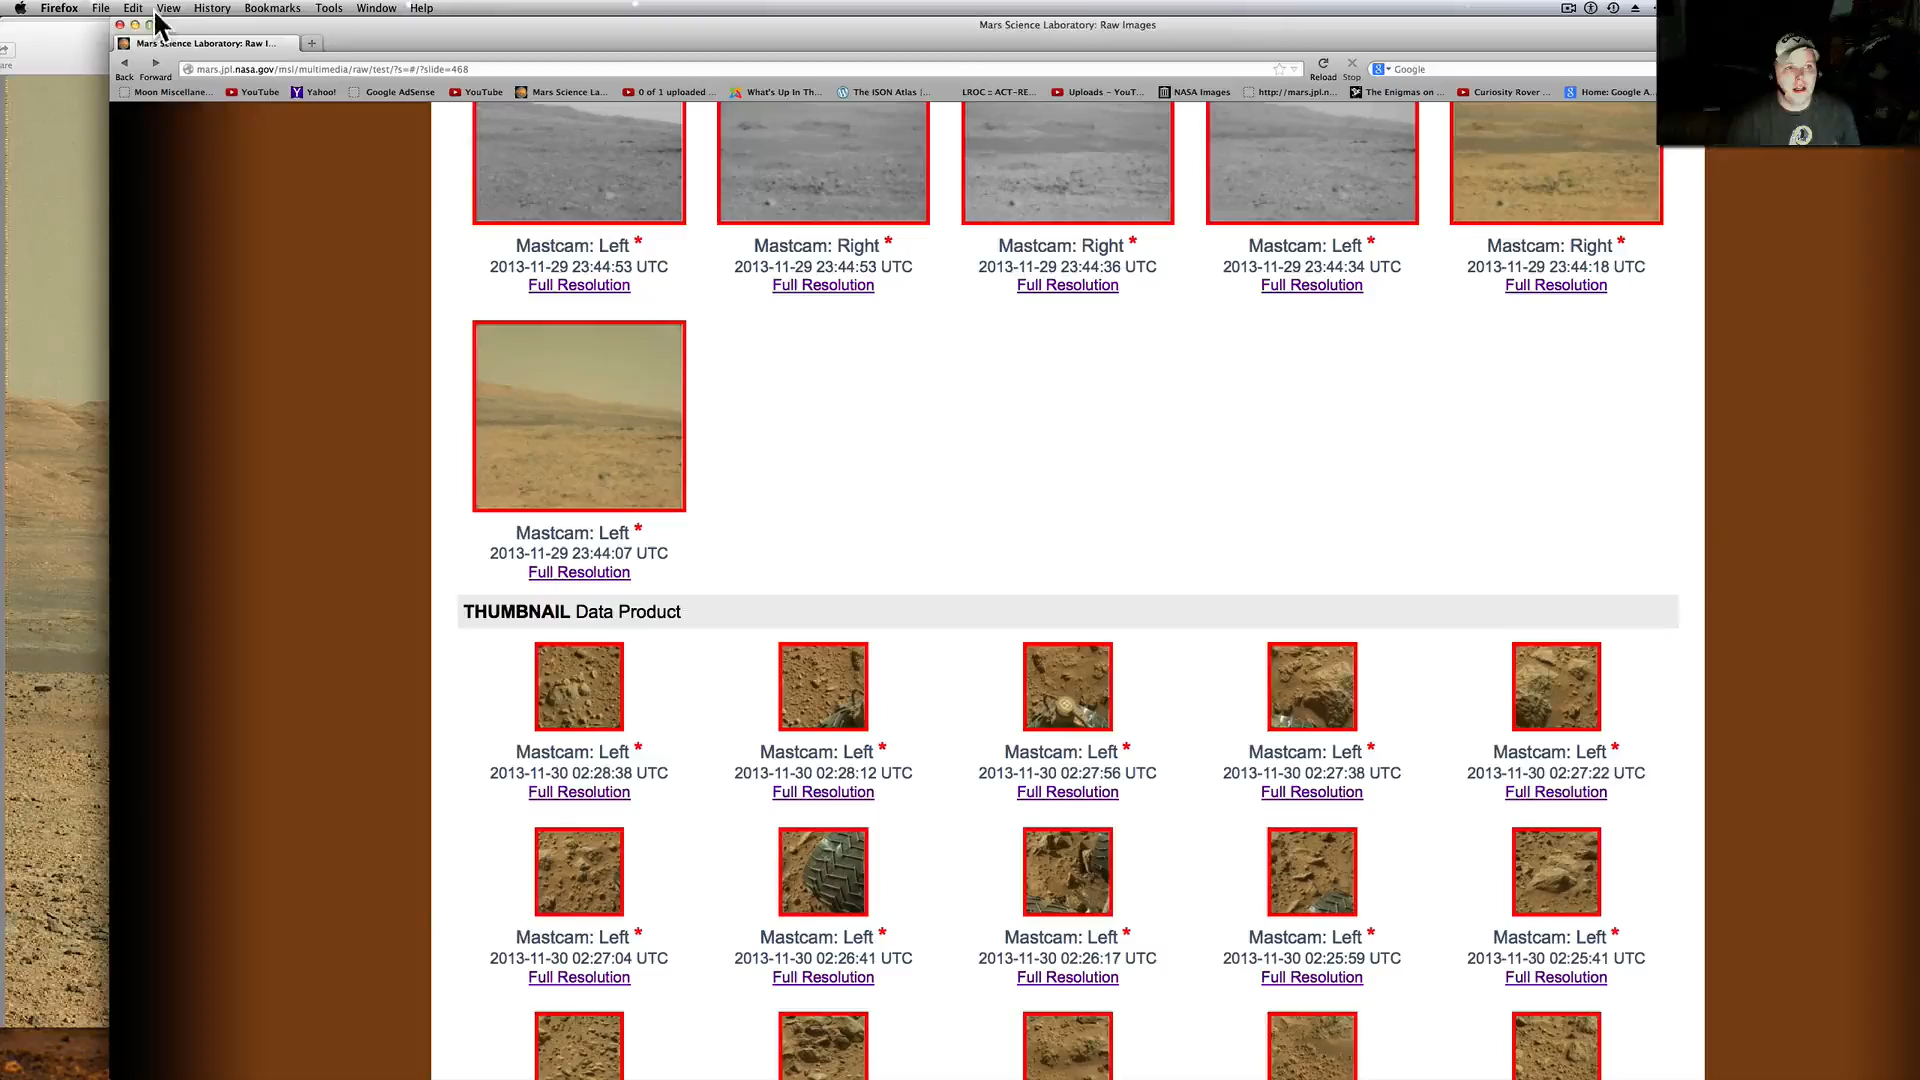 Firefox File Edit View History Bookmarks Tools Window Help
Mars Science Laboratory: Raw Images
Mars Science Laboratory: Raw I...
are
mars.jpl.nasa.gov/msl/multimedia/raw/test/?s=#/?slide=468
Google
Back Forward
Reload Stop
Moon Miscellane... YouTube Yahoo! Google AdSense YouTube Mars Science La... 0 of 1 uploaded ... What's Up In Th... The ISON Atlas |... LROC :: ACT-RE... Uploads - YouT... NASA Images http://mars.jpl.n... The Enigmas on ... Curiosity Rover ... Home: Google A...
Mastcam: Left * Mastcam: Right * Mastcam: Right * Mastcam: Left * Mastcam: Right *
2013-11-29 23:44:53 UTC 2013-11-29 23:44:53 UTC 2013-11-29 23:44:36 UTC 2013-11-29 23:44:34 UTC 2013-11-29 23:44:18 UTC
Full Resolution Full Resolution Full Resolution Full Resolution Full Resolution
Mastcam: Left *
2013-11-29 23:44:07 UTC
Full Resolution
THUMBNAIL Data Product
Mastcam: Left * Mastcam: Left * Mastcam: Left * Mastcam: Left * Mastcam: Left *
2013-11-30 02:28:38 UTC 2013-11-30 02:28:12 UTC 2013-11-30 02:27:56 UTC 2013-11-30 02:27:38 UTC 2013-11-30 02:27:22 UTC
Full Resolution Full Resolution Full Resolution Full Resolution Full Resolution
Mastcam: Left * Mastcam: Left * Mastcam: Left * Mastcam: Left * Mastcam: Left *
2013-11-30 02:27:04 UTC 2013-11-30 02:26:41 UTC 2013-11-30 02:26:17 UTC 2013-11-30 02:25:59 UTC 2013-11-30 02:25:41 UTC
Full Resolution Full Resolution Full Resolution Full Resolution Full Resolution